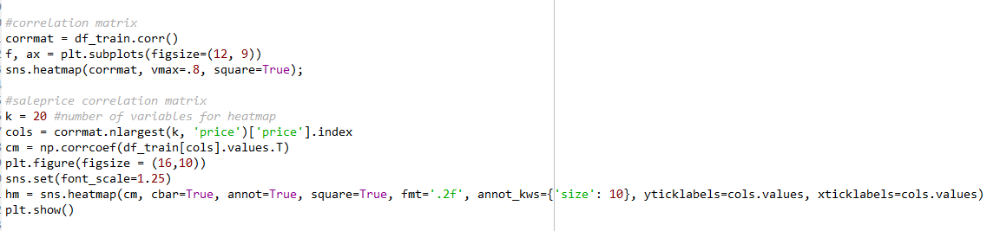 #correlation matrix
corrmat = df_train.corr()
f, ax = plt.subplots(figsize=(12, 9))
sns.heatmap(corrmat, vmax=.8, square=True);
#saleprice correlation matrix
k = 20 #number of variables for heatmap
cols = corrmat.nlargest(k, 'price')['price'].index
cm = np.corrcoef(df_train[cols].values.T)
plt.figure(figsize = (16,10))
sns.set(font_scale=1.25)
hm = sns.heatmap(cm, cbar=True, annot=True, square=True, fmt='.2f', annot_kws={'size': 10}, yticklabels=cols.values, xticklabels=cols.values)
plt.show()